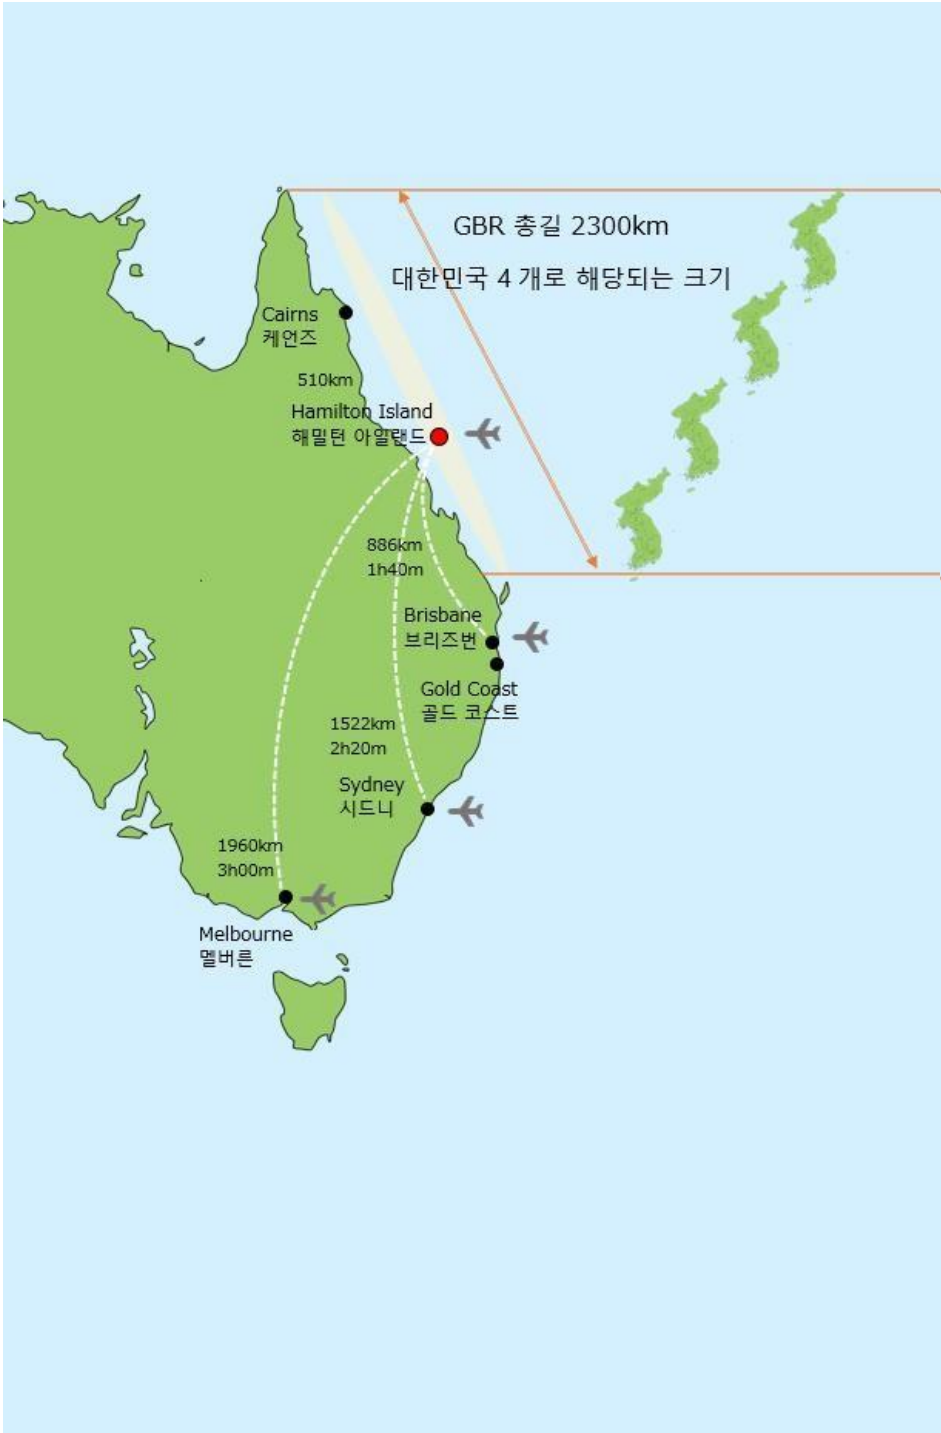 GBR 총길 2300km
대한민국 4 개로 해당되는 크기
Cairns
케언즈
510km
Hamilton Island
해밀턴 아일랜드
886km
1h40m
Brisbane
브리즈번
Gold Coast
골드 코스트
1522km
2h20m
Sydney
시드니
1960km
3h00m
Melbourne
멜버른